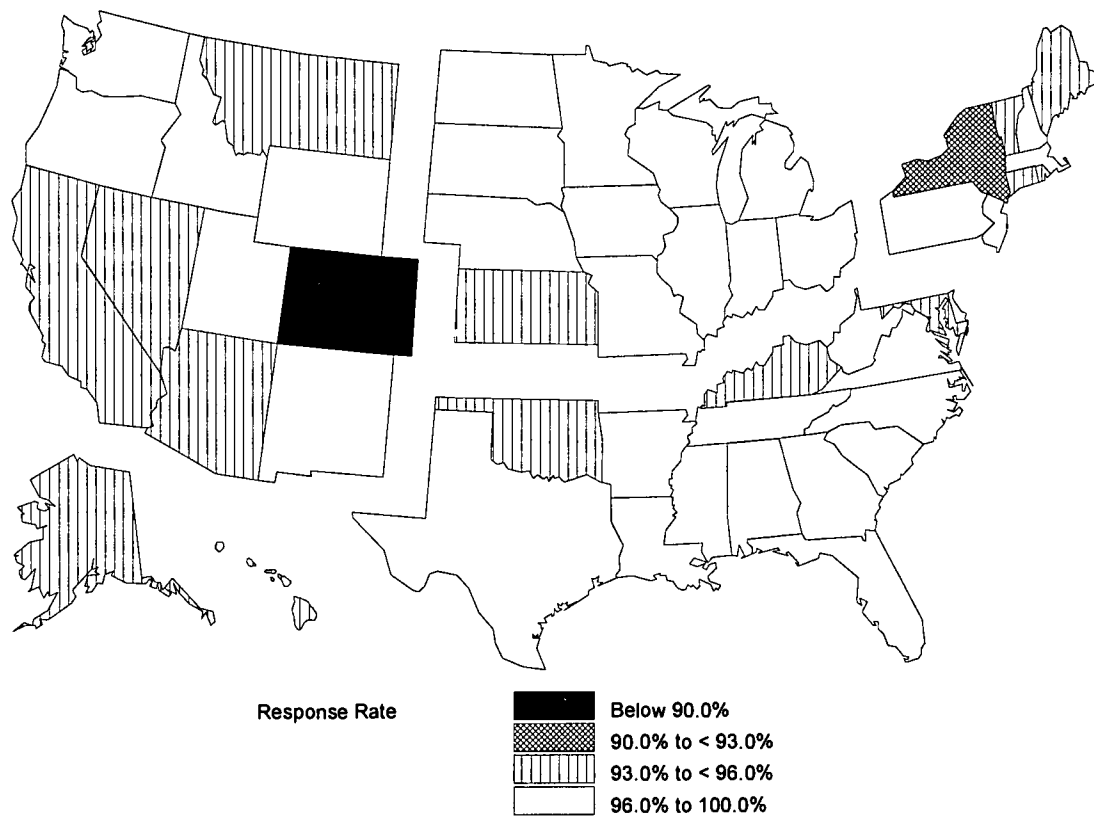 Response Rate
Below 90.0%
90.0% to < 93.0%
93.0% to < 96.0%
96.0% to 100.0%